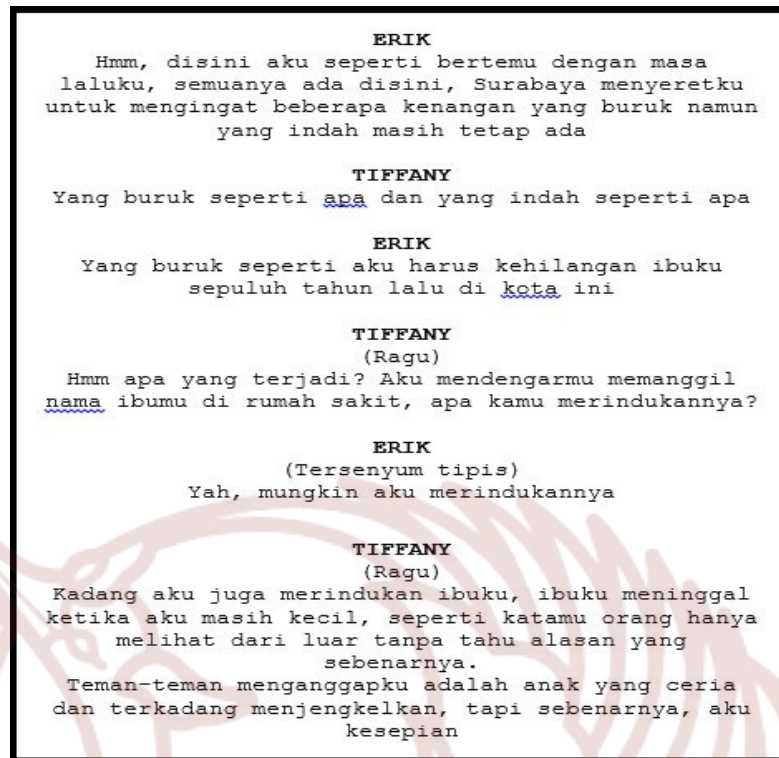 ERIK
Hmm, disini aku seperti bertemu dengan masa
laluku, semuanya ada disini, Surabaya menyeretku
untuk mengingat beberapa kenangan yang buruk namun
yang indah masih tetap ada
TIFFANY
Yang buruk seperti apa dan yang indah seperti apa
ERIK
Yang buruk seperti aku harus kehilangan ibuku
sepuluh tahun lalu di kota ini
TIFFANY
(Ragu)
Hmm apa yang terjadi? Aku mendengarmu memanggil
nama ibumu di rumah sakit, apa kamu merindukannya?
ERIK
(Tersenyum tipis)
Yah, mungkin aku merindukannya
TIFFANY
(Ragu)
Kadang aku juga merindukan ibuku, ibuku meninggal
ketika aku masih kecil, seperti katamu orang hanya
melihat dari luar tanpa tahu alasan yang
sebenarnya.
Teman-teman menganggapku adalah anak yang ceria
dan terkadang menjengkelkan, tapi sebenarnya, aku
kesepian